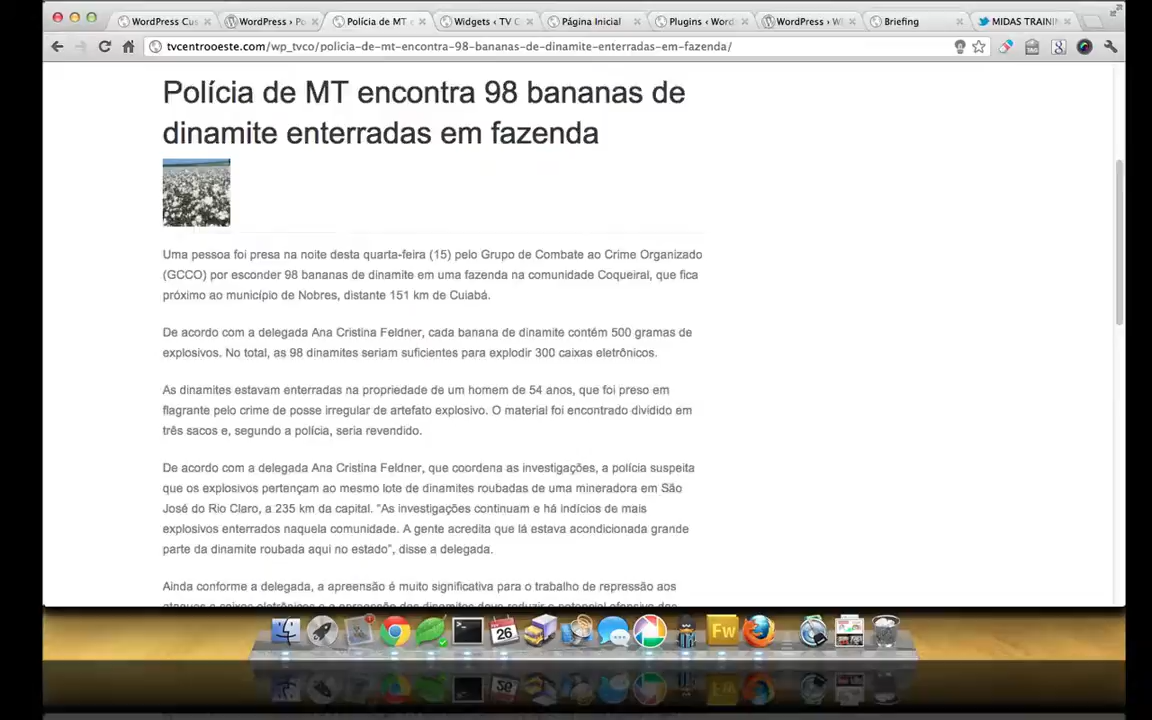 WordPress Cus
WordPress › Po
Polícia de MT e
Widgets ‹ TV C
Página Inicial
Plugins ‹ Word
WordPress › Wi
Briefing
MIDAS TRAINI
tvcentrooeste.com/wp_tvco/policia-de-mt-encontra-98-bananas-de-dinamite-enterradas-em-fazenda/
Polícia de MT encontra 98 bananas de
dinamite enterradas em fazenda
Uma pessoa foi presa na noite desta quarta-feira (15) pelo Grupo de Combate ao Crime Organizado
(GCCO) por esconder 98 bananas de dinamite em uma fazenda na comunidade Coqueiral, que fica
próximo ao município de Nobres, distante 151 km de Cuiabá.
De acordo com a delegada Ana Cristina Feldner, cada banana de dinamite contém 500 gramas de
explosivos. No total, as 98 dinamites seriam suficientes para explodir 300 caixas eletrônicos.
As dinamites estavam enterradas na propriedade de um homem de 54 anos, que foi preso em
flagrante pelo crime de posse irregular de artefato explosivo. O material foi encontrado dividido em
três sacos e, segundo a polícia, seria revendido.
De acordo com a delegada Ana Cristina Feldner, que coordena as investigações, a polícia suspeita
que os explosivos pertençam ao mesmo lote de dinamites roubadas de uma mineradora em São
José do Rio Claro, a 235 km da capital. “As investigações continuam e há indícios de mais
explosivos enterrados naquela comunidade. A gente acredita que lá estava acondicionada grande
parte da dinamite roubada aqui no estado”, disse a delegada.
Ainda conforme a delegada, a apreensão é muito significativa para o trabalho de repressão aos
26
Fw